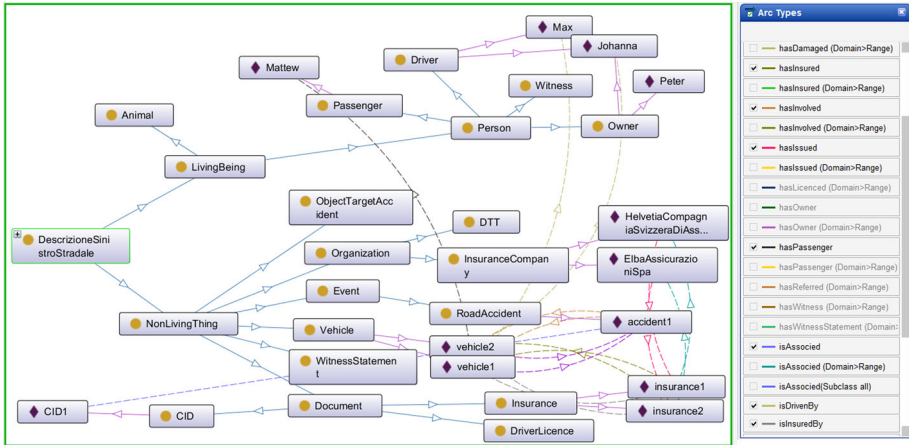 Max
Johanna
Driver
Mattew
Witness
Peter
Passenger
Animal
Person
Owner
LivingBeing
ObjectTargetAcc
ident
DTT
HelvetiaCompagn
iaSvizzeraDiAss...
DescrizioneSini
stroStradale
Organization
InsuranceCompan
y
ElbaAssicurazio
niSpa
Event
RoadAccident
accident1
NonLivingThing
Vehicle
vehicle2
WitnessStatemen
t
vehicle1
insurance1
CID1
CID
Document
Insurance
insurance2
DriverLicence
Arc Types
hasDamaged (Domain>Range)
hasInsured
hasInsured (Domain>Range)
hasInvolved
hasInvolved (Domain>Range)
hasIssued
hasIssued (Domain>Range)
hasLicenced (Domain>Range)
hasOwner
hasOwner (Domain>Range)
hasPassenger
hasPassenger (Domain>Range)
hasReferred (Domain>Range)
hasWitness (Domain>Range)
hasWitnessStatement (Domain:
isAssocied
isAssocied (Domain>Range)
isAssocied(Subclass all)
isDrivenBy
isInsuredBy